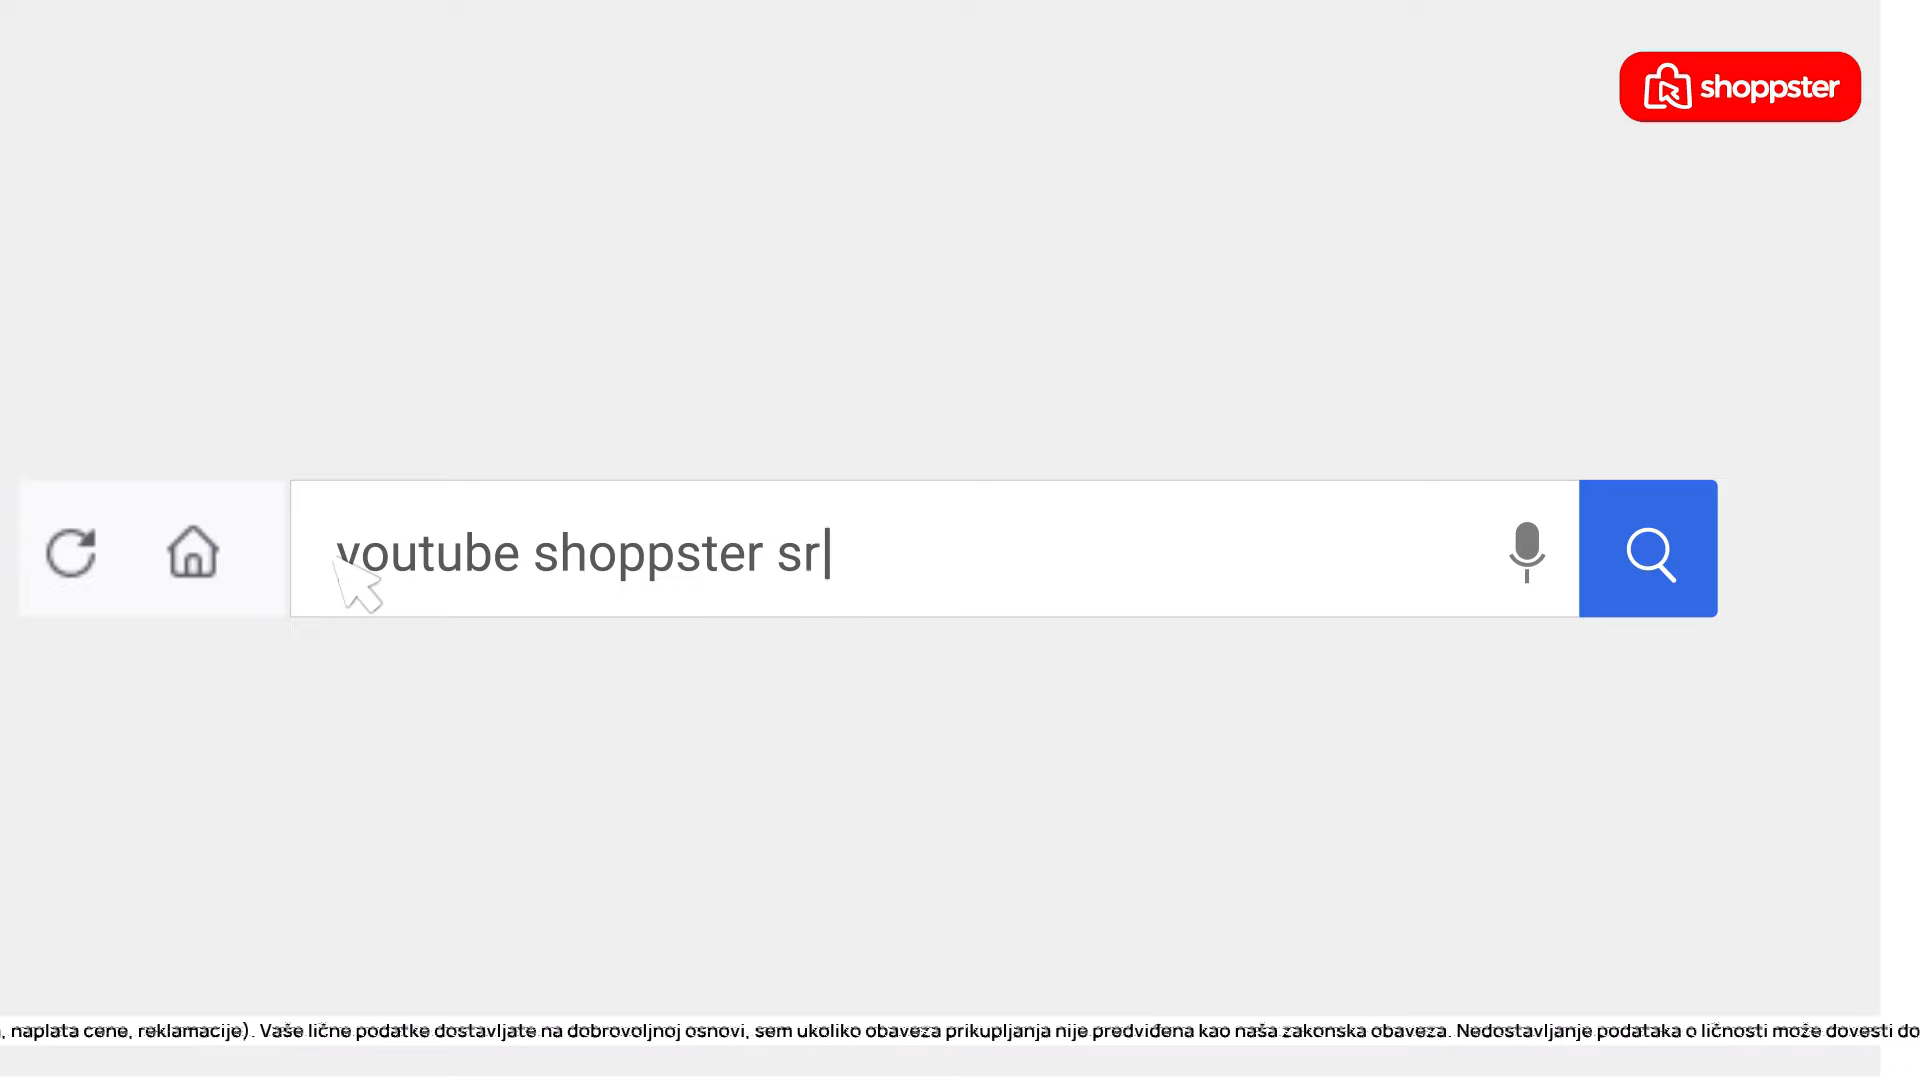 shoppster
youtube shoppster sr
, naplata cene, reklamacije). Vaše lične podatke dostavljate na dobrovoljnoj osnovi, sem ukoliko obaveza prikupljanja nije predviđena kao naša zakonska obaveza. Nedostavljanje podataka o ličnosti može dovesti do